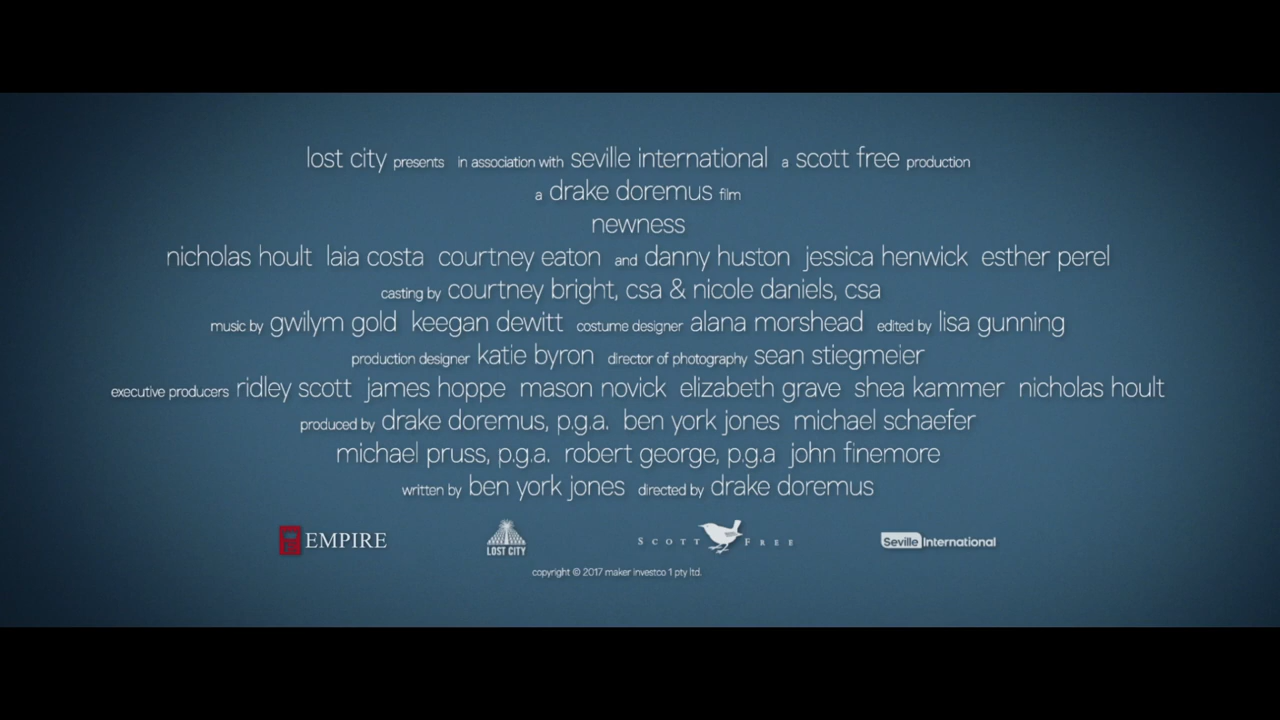 lost city presents in association with seville international a scott free production
a drake doremus film
newness
nicholas hoult laia costa courtney eaton and danny huston jessica henwick esther perel
casting by courtney bright, csa & nicole daniels, csa
music by gwilym gold keegan dewitt costume designer alana morshead edited by lisa gunning
production designer katie byron director of photography sean stiegmeier
executive producers ridley scott james hoppe mason novick elizabeth grave shea kammer nicholas hoult
produced by drake doremus, p.g.a. ben york jones michael schaefer
michael pruss, p.g.a. robert george, p.g.a john finemore
written by ben york jones directed by drake doremus
EMPIRE LOST CITY SCOTT FREE Seville International
copyright © 2017 maker investco 1 pty ltd.